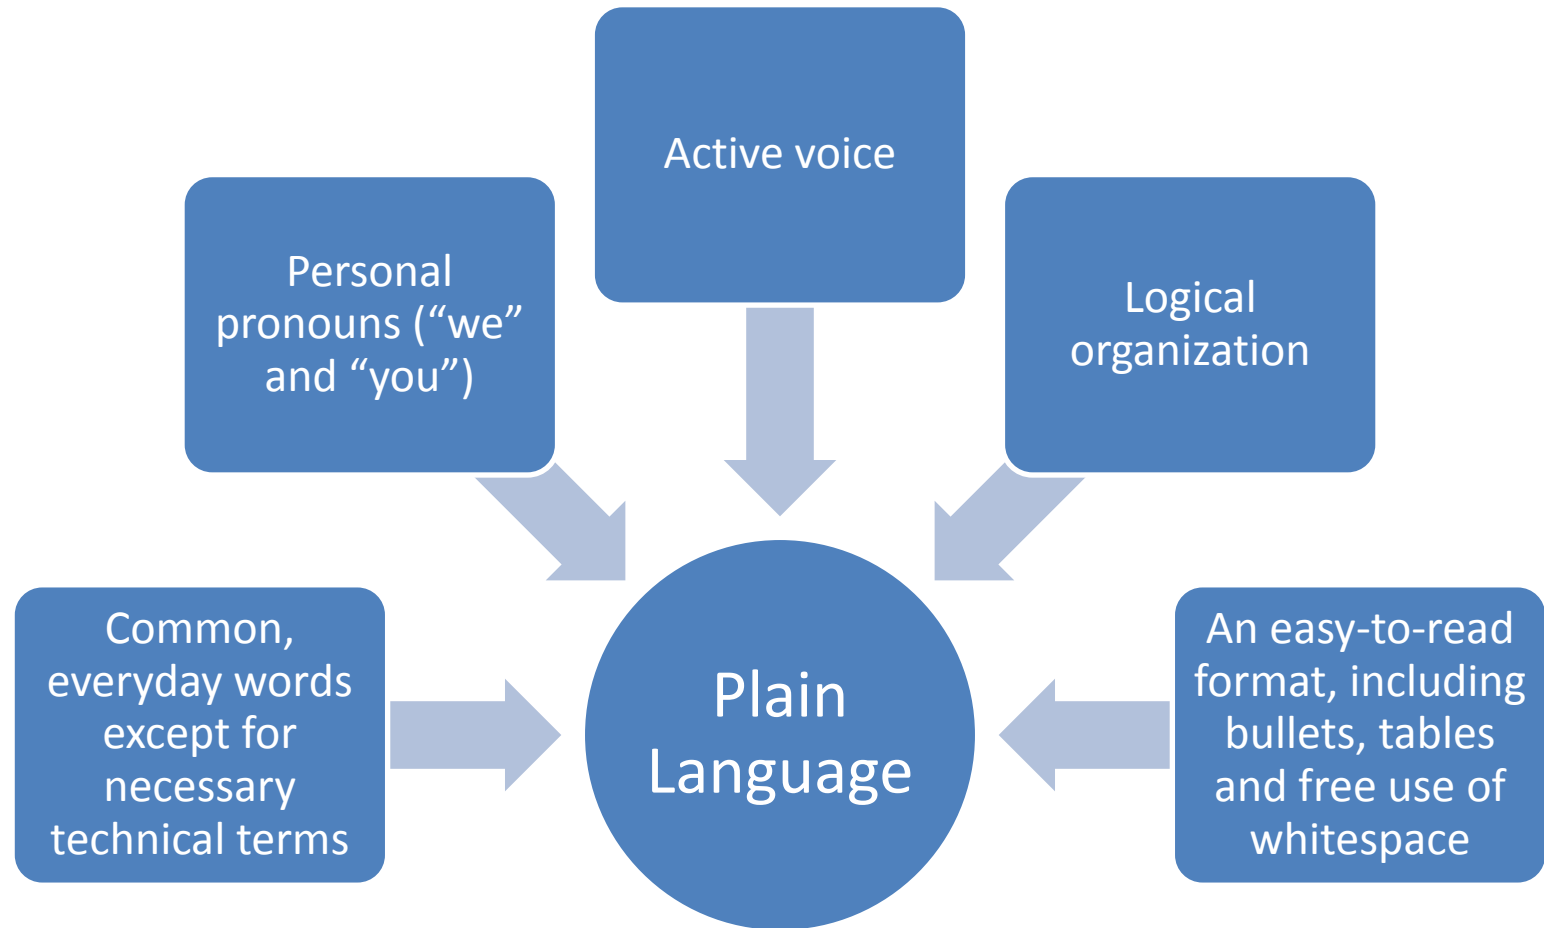 Common,
everyday words
except for
necessary
technical terms
Personal
pronouns (“we”
and “you”)
Active voice
Logical
organization
An easy-to-read
format, including
bullets, tables
and free use of
whitespace
Plain
Language